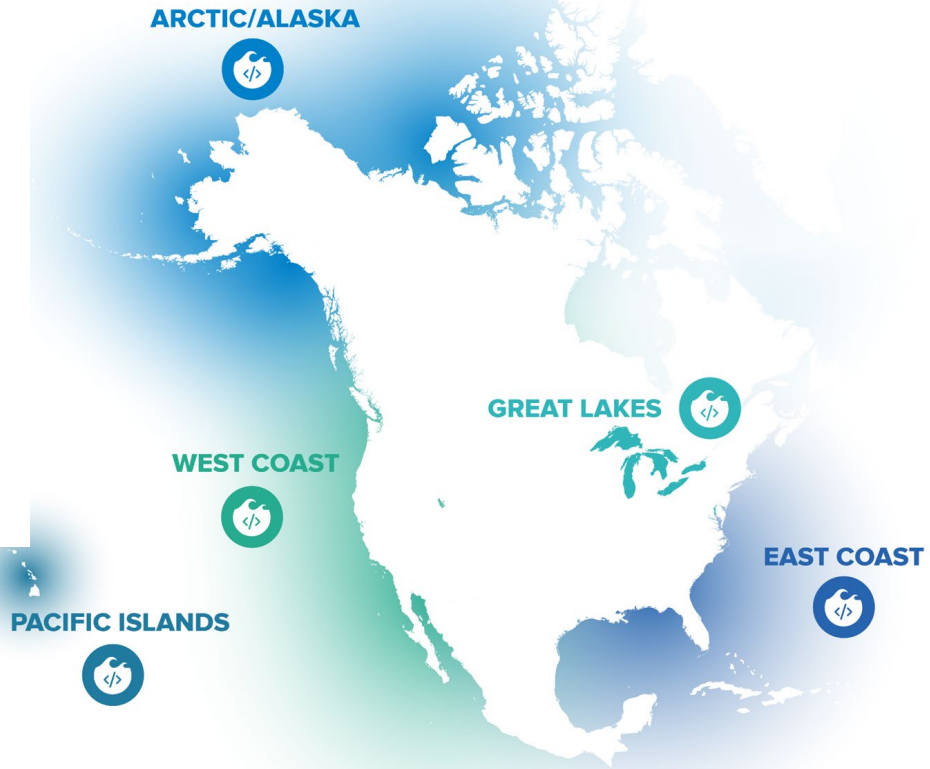 ARCTIC/ALASKA
</>
GREAT LAKES
</>
WEST COAST
</>
EAST COAST
</>
PACIFIC ISLANDS
</>